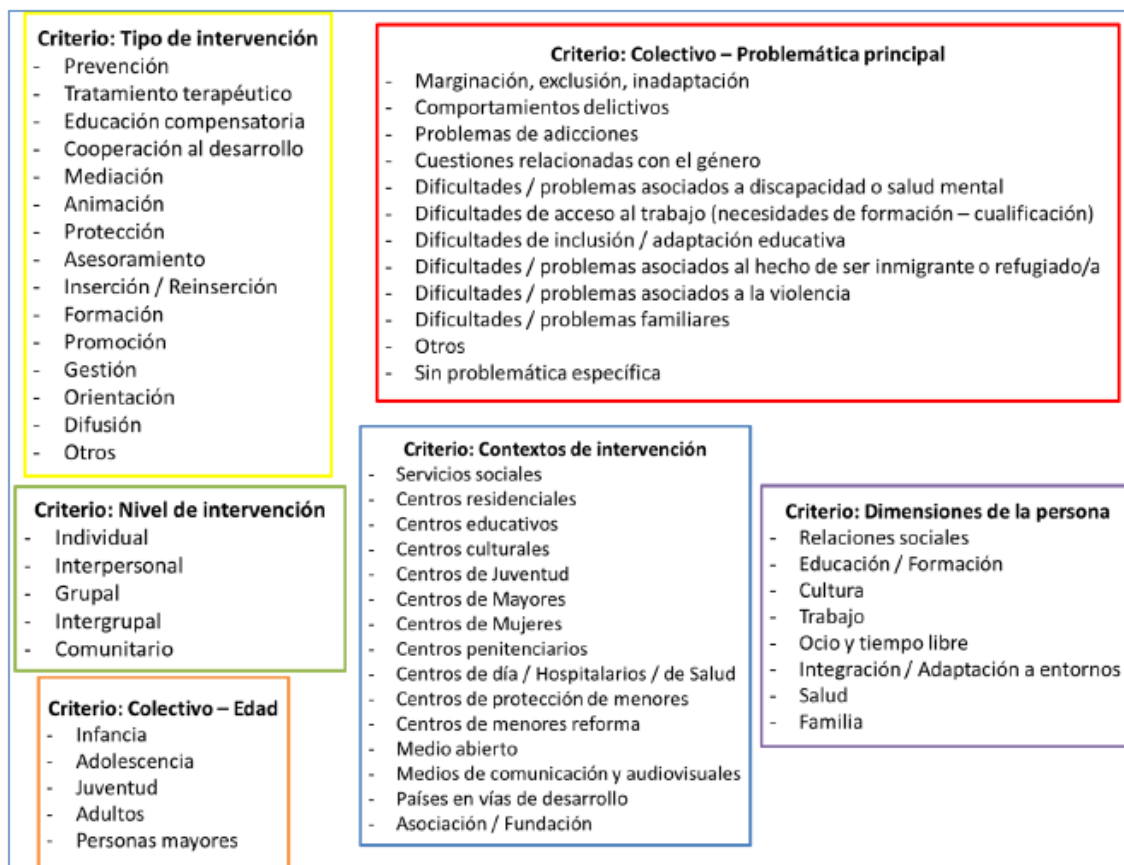 Criterio: Tipo de intervención
- Prevención
- Tratamiento terapéutico
- Educación compensatoria
- Cooperación al desarrollo
- Mediación
- Animación
- Protección
- Asesoramiento
- Inserción / Reinserción
- Formación
- Promoción
- Gestión
- Orientación
- Difusión
- Otros
Criterio: Colectivo – Problemática principal
- Marginación, exclusión, inadaptación
- Comportamientos delictivos
- Problemas de adicciones
- Cuestiones relacionadas con el género
- Dificultades / problemas asociados a discapacidad o salud mental
- Dificultades de acceso al trabajo (necesidades de formación – cualificación)
- Dificultades de inclusión / adaptación educativa
- Dificultades / problemas asociados al hecho de ser inmigrante o refugiado/a
- Dificultades / problemas asociados a la violencia
- Dificultades / problemas familiares
- Otros
- Sin problemática específica
Criterio: Nivel de intervención
- Individual
- Interpersonal
- Grupal
- Intergrupal
- Comunitario
Criterio: Colectivo – Edad
- Infancia
- Adolescencia
- Juventud
- Adultos
- Personas mayores
Criterio: Contextos de intervención
- Servicios sociales
- Centros residenciales
- Centros educativos
- Centros culturales
- Centros de Juventud
- Centros de Mayores
- Centros de Mujeres
- Centros penitenciarios
- Centros de día / Hospitalarios / de Salud
- Centros de protección de menores
- Centros de menores reforma
- Medio abierto
- Medios de comunicación y audiovisuales
- Países en vías de desarrollo
- Asociación / Fundación
Criterio: Dimensiones de la persona
- Relaciones sociales
- Educación / Formación
- Cultura
- Trabajo
- Ocio y tiempo libre
- Integración / Adaptación a entornos
- Salud
- Familia